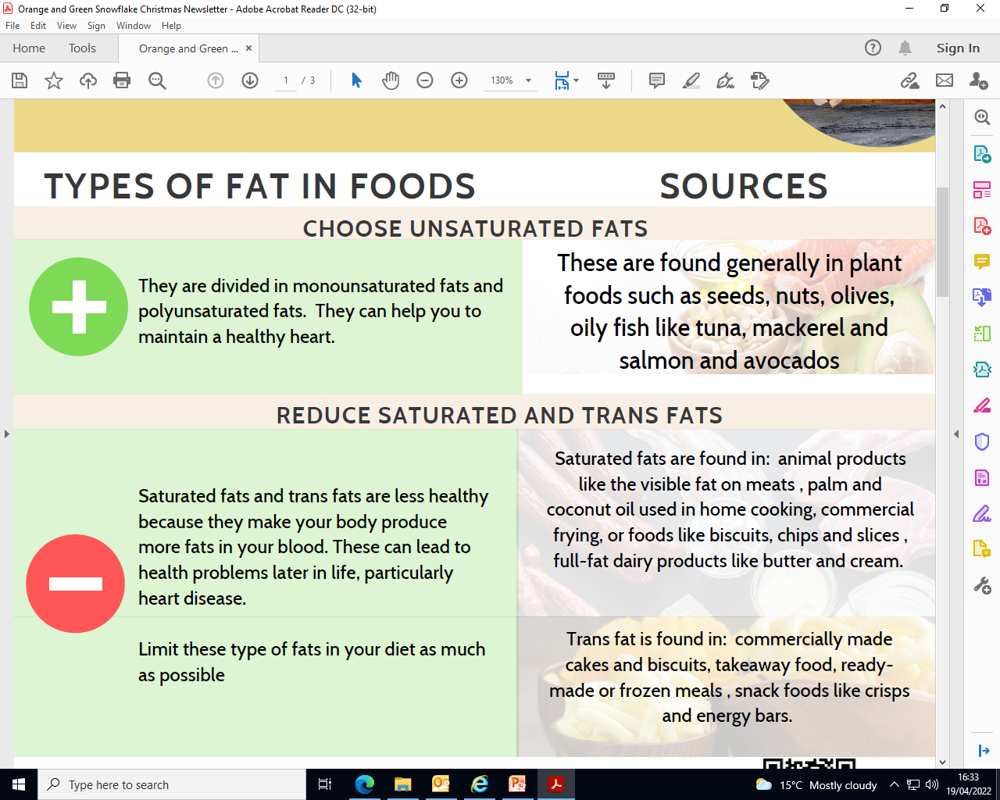 Orange and Green Snowflake Christmas Newsletter - Adobe Acrobat Reader DC (32-bit)
File Edit View Sign Window Help
Home Tools Orange and Green ... × Sign In
1 / 3 130%
TYPES OF FAT IN FOODS SOURCES
CHOOSE UNSATURATED FATS
They are divided in monounsaturated fats and
polyunsaturated fats. They can help you to
maintain a healthy heart.
These are found generally in plant
foods such as seeds, nuts, olives,
oily fish like tuna, mackerel and
salmon and avocados
REDUCE SATURATED AND TRANS FATS
Saturated fats and trans fats are less healthy
because they make your body produce
more fats in your blood. These can lead to
health problems later in life, particularly
heart disease.
Limit these type of fats in your diet as much
as possible
Saturated fats are found in: animal products
like the visible fat on meats , palm and
coconut oil used in home cooking, commercial
frying, or foods like biscuits, chips and slices ,
full-fat dairy products like butter and cream.
Trans fat is found in: commercially made
cakes and biscuits, takeaway food, ready-
made or frozen meals , snack foods like crisps
and energy bars.
Type here to search
15°C Mostly cloudy
16:33
19/04/2022